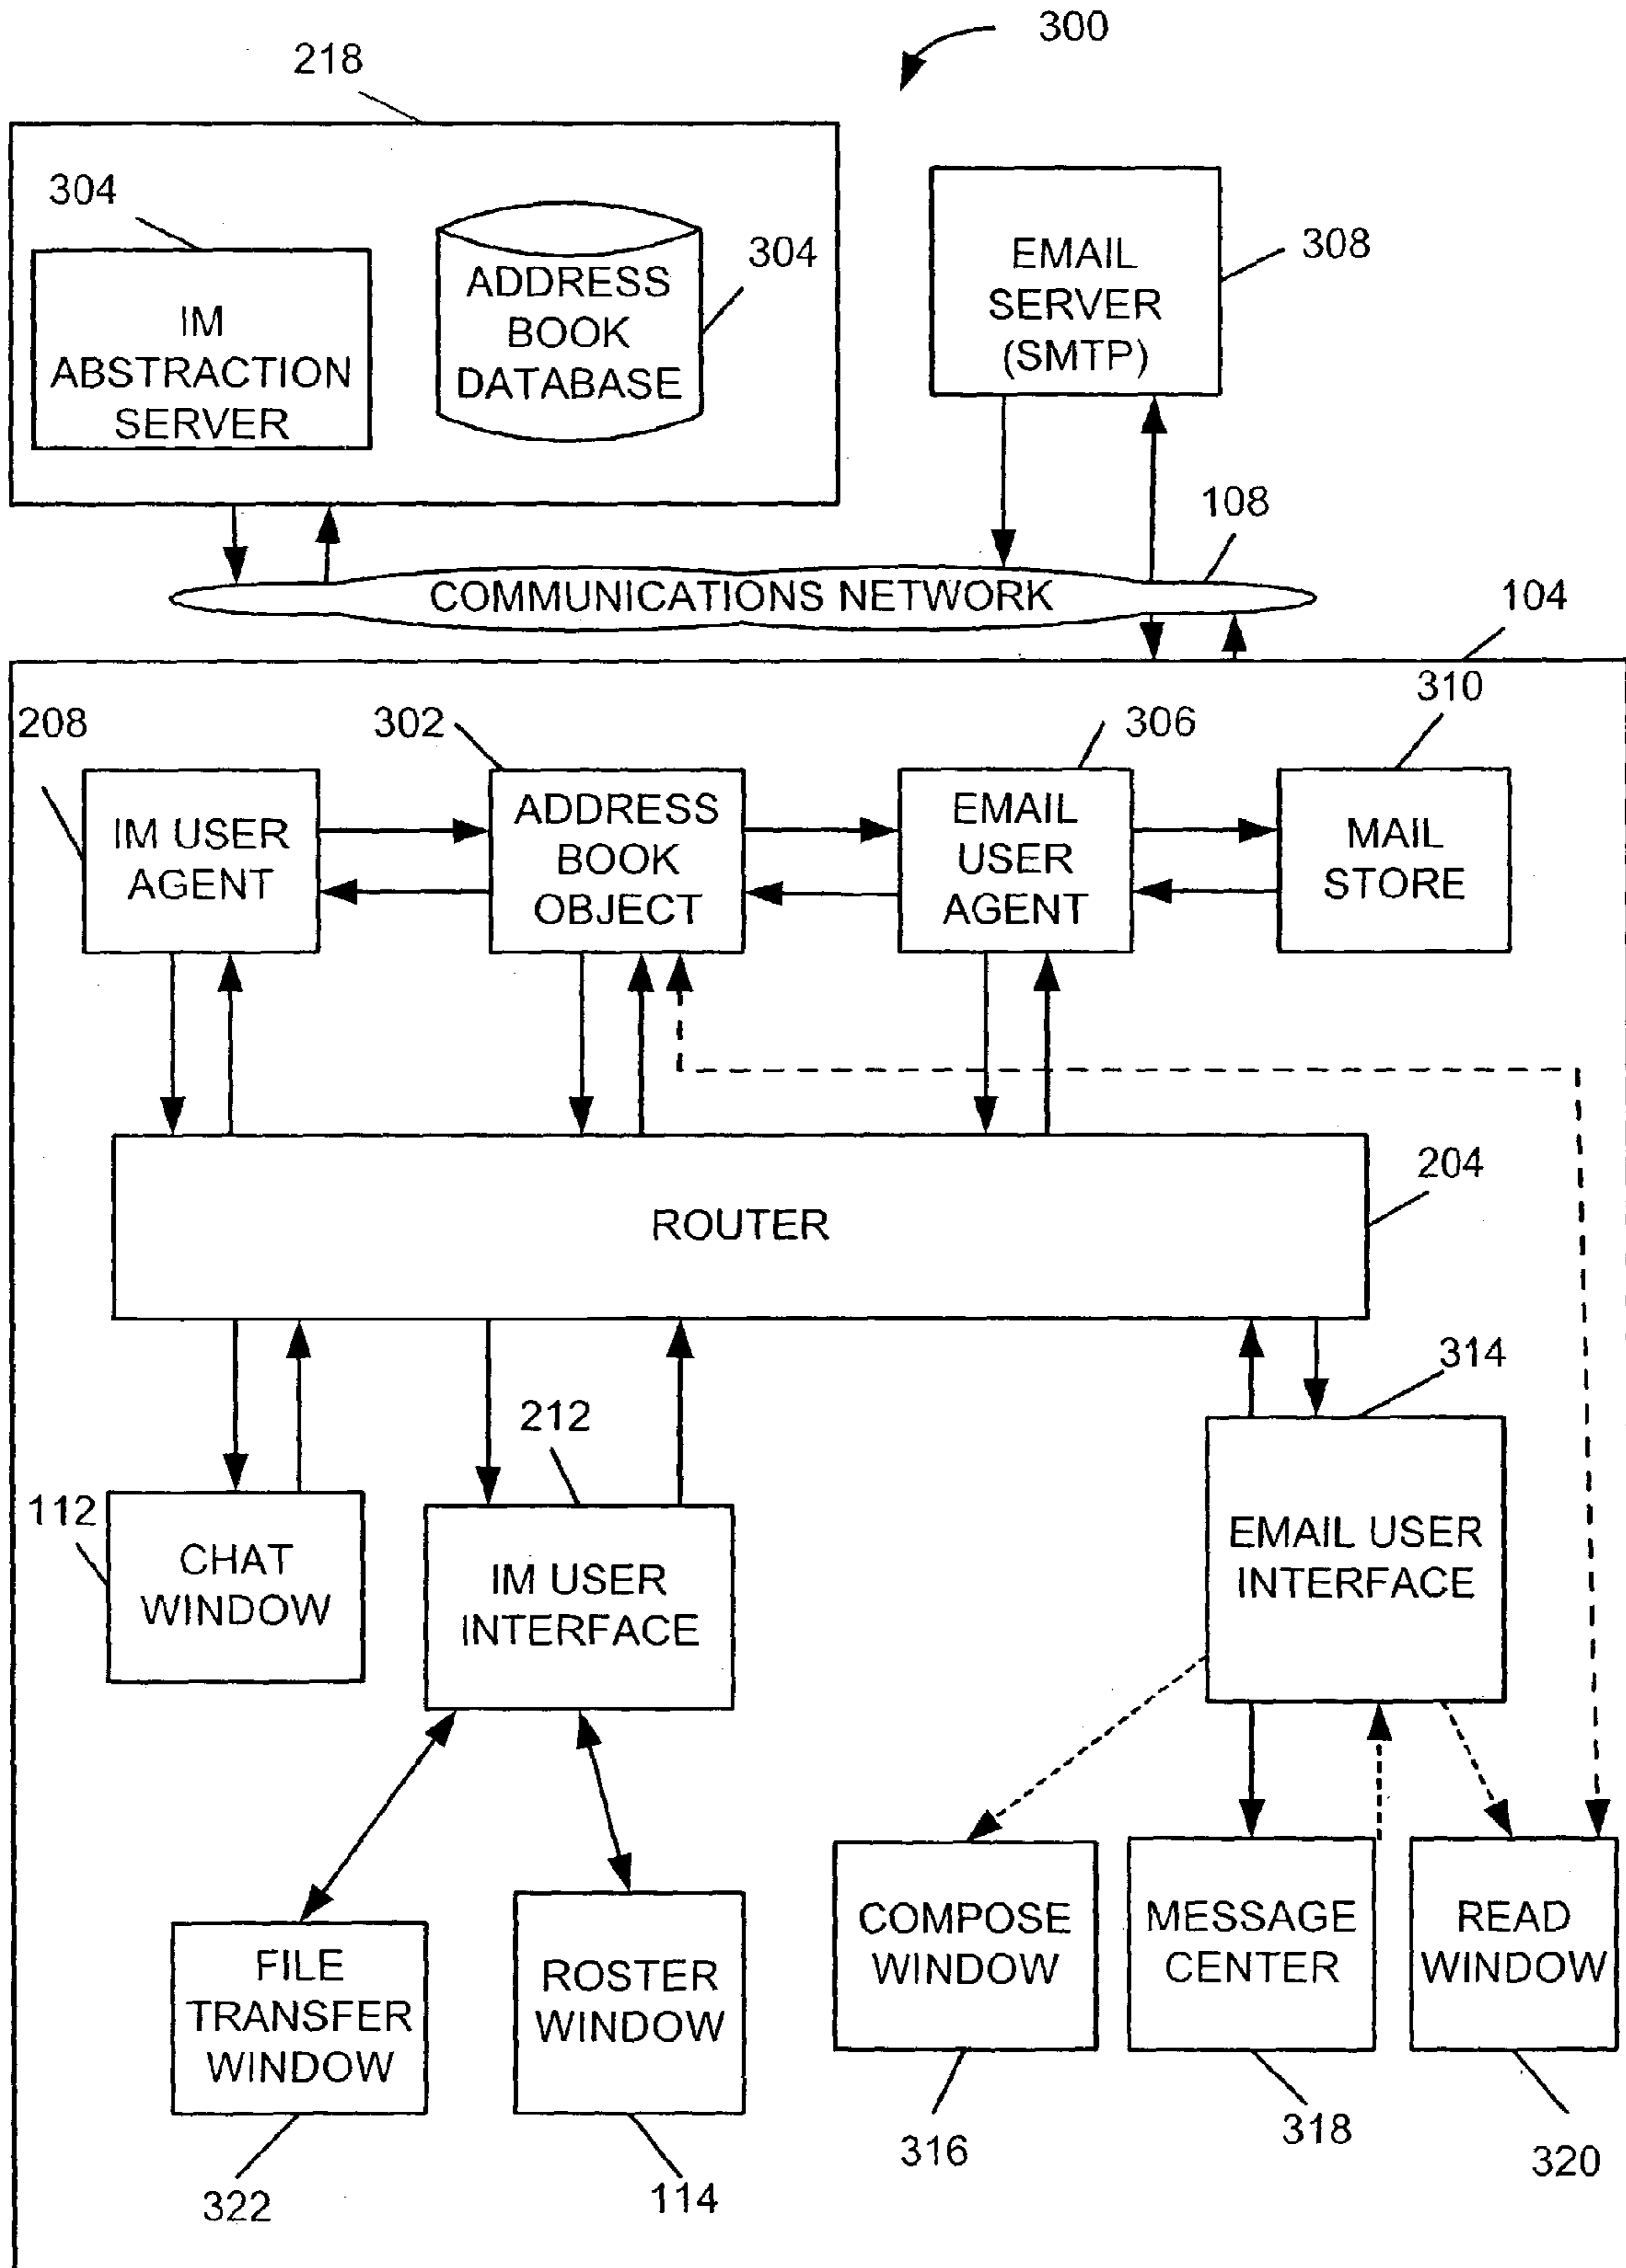 300
218
304
IM
ABSTRACTION
SERVER
ADDRESS
BOOK
DATABASE
304
EMAIL
SERVER
(SMTP)
308
108
COMMUNICATIONS NETWORK
104
310
208
302
306
IM USER
AGENT
ADDRESS
BOOK
OBJECT
EMAIL
USER
AGENT
MAIL
STORE
204
ROUTER
314
212
112
CHAT
WINDOW
IM USER
INTERFACE
EMAIL USER
INTERFACE
FILE
TRANSFER
WINDOW
ROSTER
WINDOW
COMPOSE
WINDOW
MESSAGE
CENTER
READ
WINDOW
322
114
316
318
320